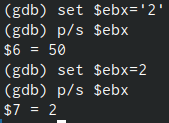 (gdb) set $ebx='2'
(gdb) p/s $ebx
$6 = 50
(gdb) set $ebx=2
(gdb) p/s $ebx
$7 = 2